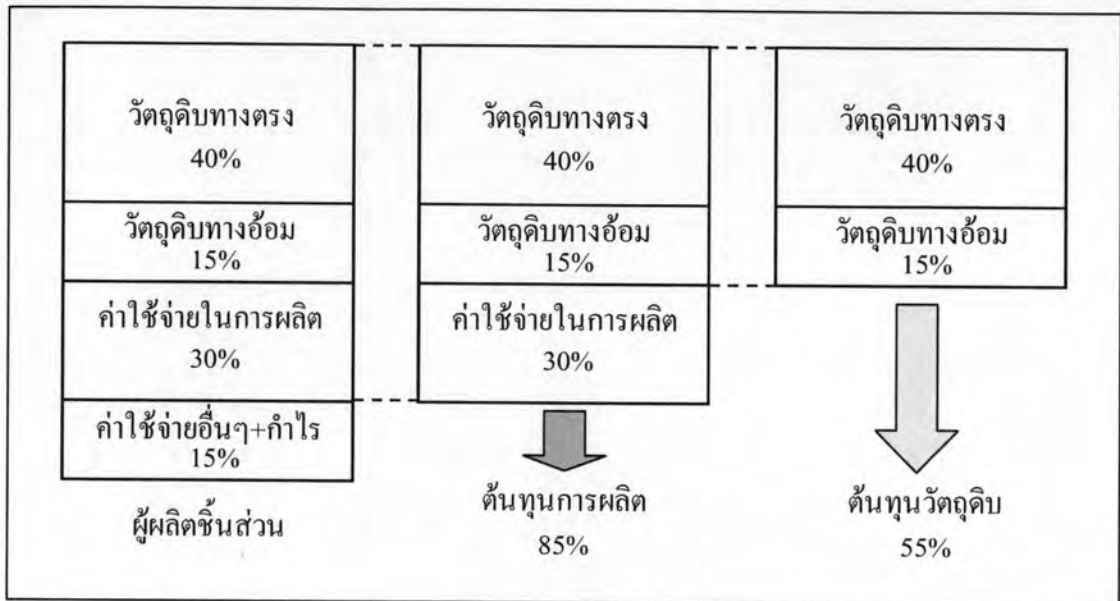 วัตถุดิบทางตรง
40%
วัตถุดิบทางอ้อม
15%
ค่าใช้จ่ายในการผลิต
30%
ค่าใช้จ่ายอื่นๆ+กำไร
15%
ผู้ผลิตชิ้นส่วน
วัตถุดิบทางตรง
40%
วัตถุดิบทางอ้อม
15%
ค่าใช้จ่ายในการผลิต
30%
ต้นทุนการผลิต
85%
วัตถุดิบทางตรง
40%
วัตถุดิบทางอ้อม
15%
ต้นทุนวัตถุดิบ
55%